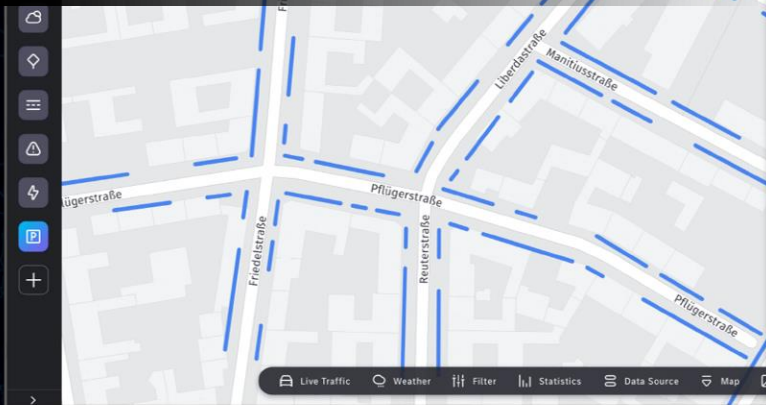 Liberdastraße
Manitiusstraße
Pflügerstraße
lügerstraße
Friedelstraße
Reuterstraße
Pflügerstraße
P
Live Traffic
Weather
Filter
Statistics
Data Source
Map